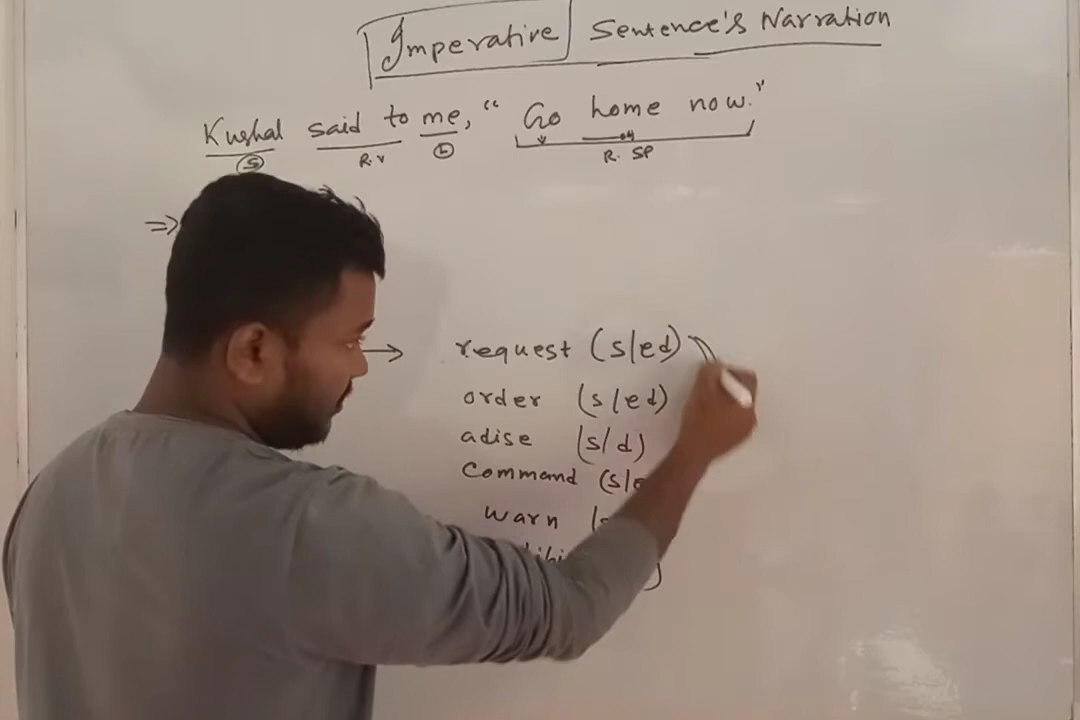 Imperative Sentence's Narration
Kushal said to me, “ Go home now.”
(S) R.V (L) R. SP
⇒
→ request (s/ed)
order (s/ed)
adise (s/d)
Command (s/e
warn (